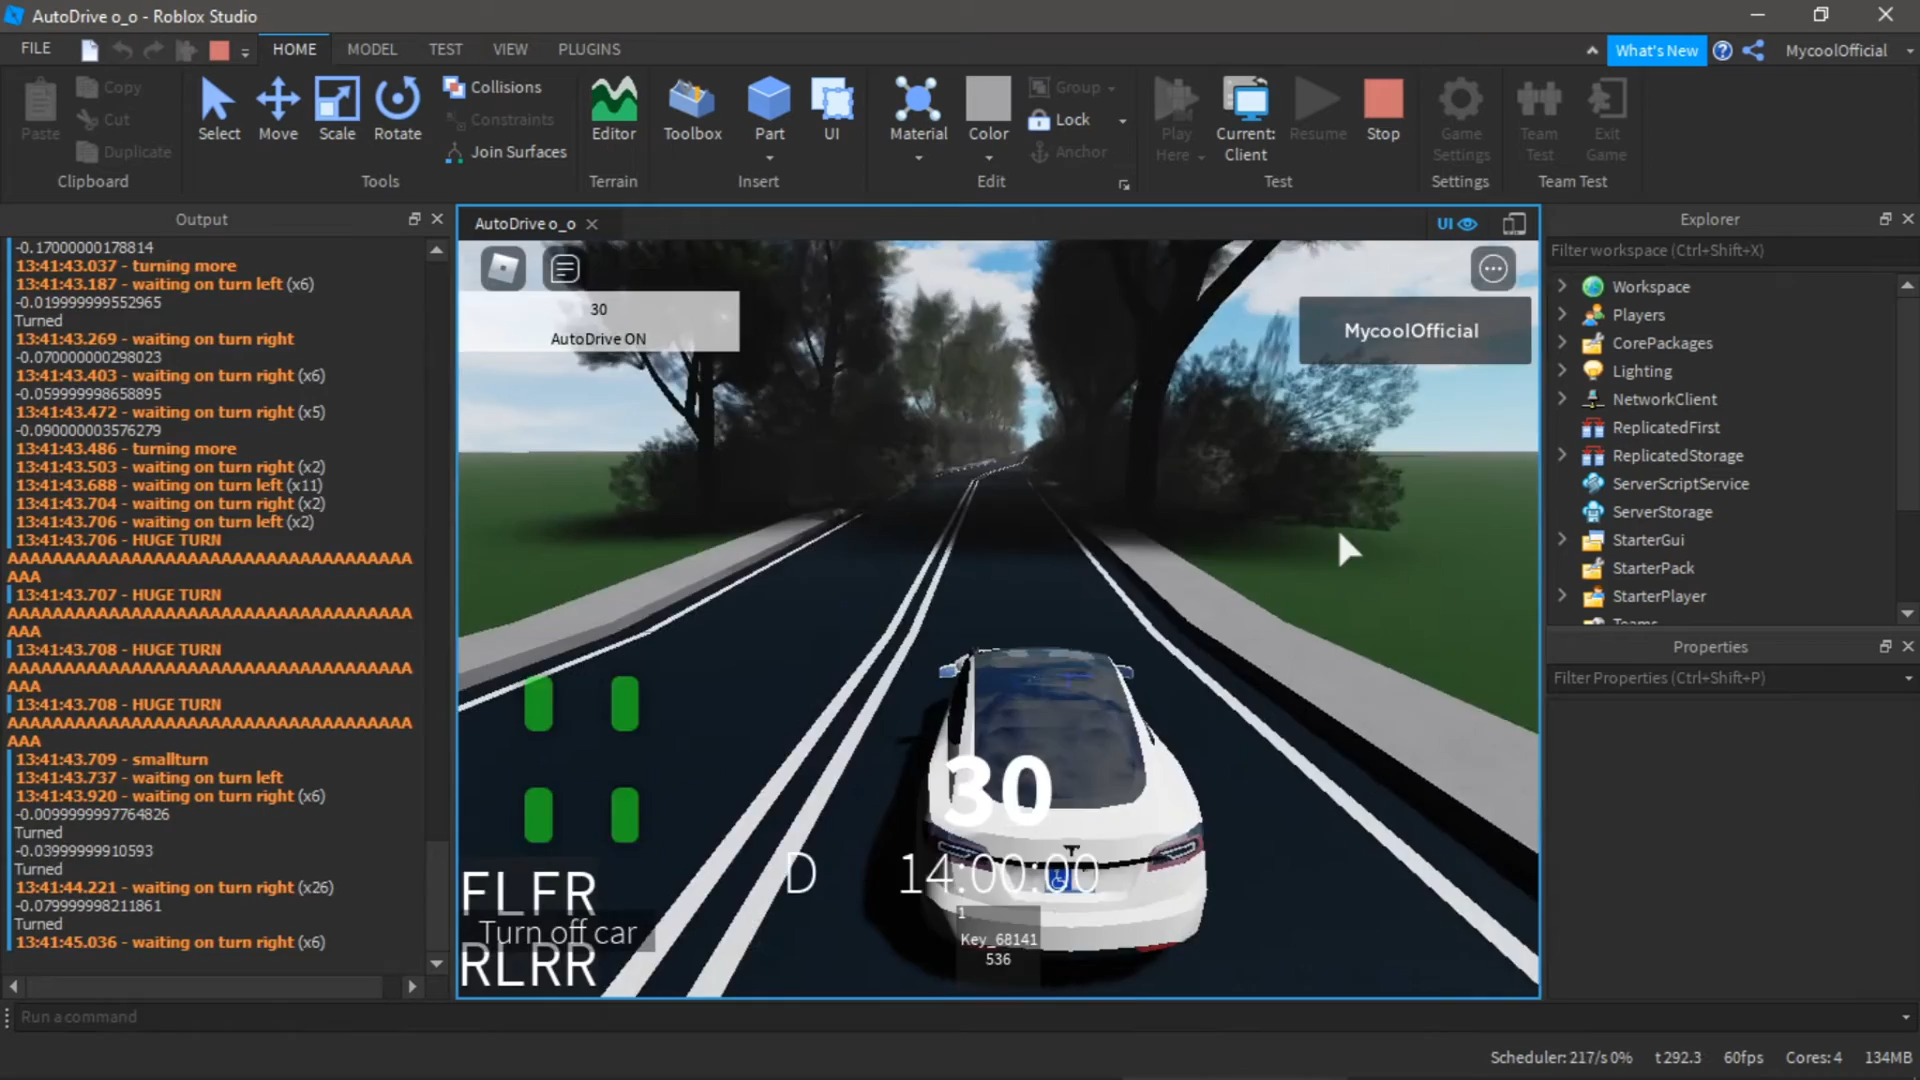 AutoDrive o_o - Roblox Studio
FILE
HOME
MODEL
TEST
VIEW
PLUGINS
What's New
MycoolOfficial
Paste
Copy
Cut
Duplicate
Clipboard
Select
Move
Scale
Rotate
Collisions
Constraints
Join Surfaces
Tools
Editor
Terrain
Toolbox
Part
UI
Insert
Material
Color
Group
Lock
Anchor
Edit
Play
Here
Current:
Client
Resume
Stop
Test
Game
Settings
Settings
Team
Test
Exit
Game
Team Test
Output
-0.17000000178814
13:41:43.037 - turning more
13:41:43.187 - waiting on turn left (x6)
-0.019999999552965
Turned
13:41:43.269 - waiting on turn right
-0.070000000298023
13:41:43.403 - waiting on turn right (x6)
-0.059999998658895
13:41:43.472 - waiting on turn right (x5)
-0.090000003576279
13:41:43.486 - turning more
13:41:43.503 - waiting on turn right (x2)
13:41:43.688 - waiting on turn left (x11)
13:41:43.704 - waiting on turn right (x2)
13:41:43.706 - waiting on turn left (x2)
13:41:43.706 - HUGE TURN
AAAAAAAAAAAAAAAAAAAAAAAAAAAAAAAAAAAA
AAA
13:41:43.707 - HUGE TURN
AAAAAAAAAAAAAAAAAAAAAAAAAAAAAAAAAAAA
AAA
13:41:43.708 - HUGE TURN
AAAAAAAAAAAAAAAAAAAAAAAAAAAAAAAAAAAA
AAA
13:41:43.708 - HUGE TURN
AAAAAAAAAAAAAAAAAAAAAAAAAAAAAAAAAAAA
AAA
13:41:43.709 - smallturn
13:41:43.737 - waiting on turn left
13:41:43.920 - waiting on turn right (x6)
-0.0099999997764826
Turned
-0.03999999910593
Turned
13:41:44.221 - waiting on turn right (x26)
-0.079999998211861
Turned
13:41:45.036 - waiting on turn right (x6)
AutoDrive o_o
UI
30
AutoDrive ON
MycoolOfficial
30
D
14:00:00
FLFR
Turn off car
RLRR
1
Key_68141
536
Explorer
Filter workspace (Ctrl+Shift+X)
Workspace
Players
CorePackages
Lighting
NetworkClient
ReplicatedFirst
ReplicatedStorage
ServerScriptService
ServerStorage
StarterGui
StarterPack
StarterPlayer
Teams
Properties
Filter Properties (Ctrl+Shift+P)
Run a command
Scheduler: 217/s 0%
t 292.3
60fps
Cores: 4
134MB